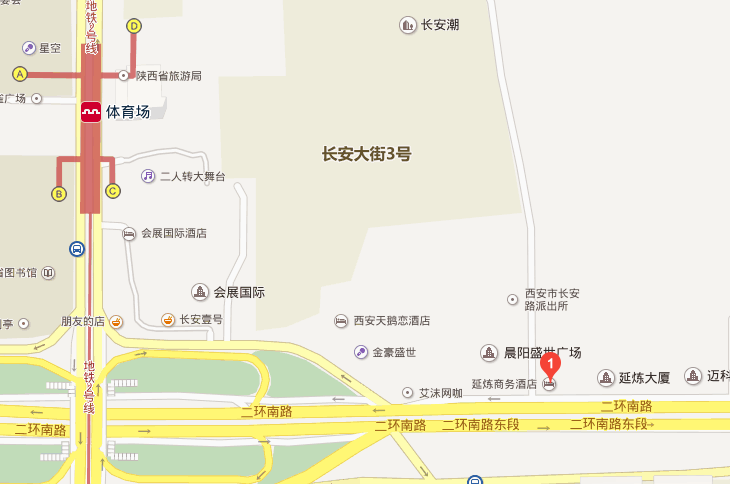 地铁2号线
D
长安潮
星空
A
陕西省旅游局
省广场
体育场
长安大街3号
二人转大舞台
B
C
会展国际酒店
省图书馆
会展国际
西安市长安
路派出所
朋友的店
长安壹号
西安天鹅恋酒店
亭
金豪盛世
晨阳盛世广场
1
地铁2号线
延炼商务酒店
延炼大厦
迈科
艾沫网咖
二环南路
二环南路
二环南路
二环南路
二环南路东段
二环南路东段